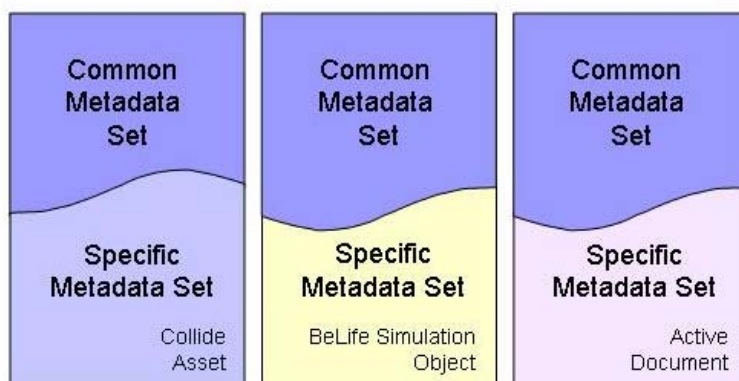 Common
Metadata
Set
Specific
Metadata Set
Collide
Asset
Common
Metadata
Set
Specific
Metadata Set
BeLife Simulation
Object
Common
Metadata
Set
Specific
Metadata Set
Active
Document